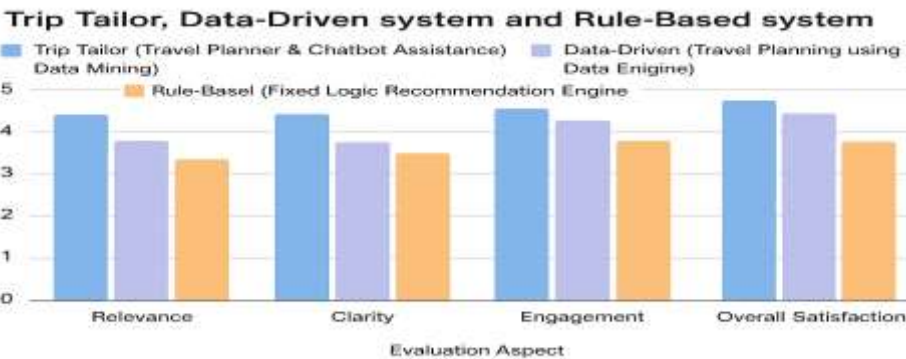 Trip Tailor, Data-Driven system and Rule-Based system
Trip Tailor (Travel Planner & Chatbot Assistance)
Data Mining)
Data-Driven (Travel Planning using
Data Enigine)
Rule-Basel (Fixed Logic Recommendation Engine
5
4
3
2
1
0
Relevance Clarity Engagement Overall Satisfaction
Evaluation Aspect